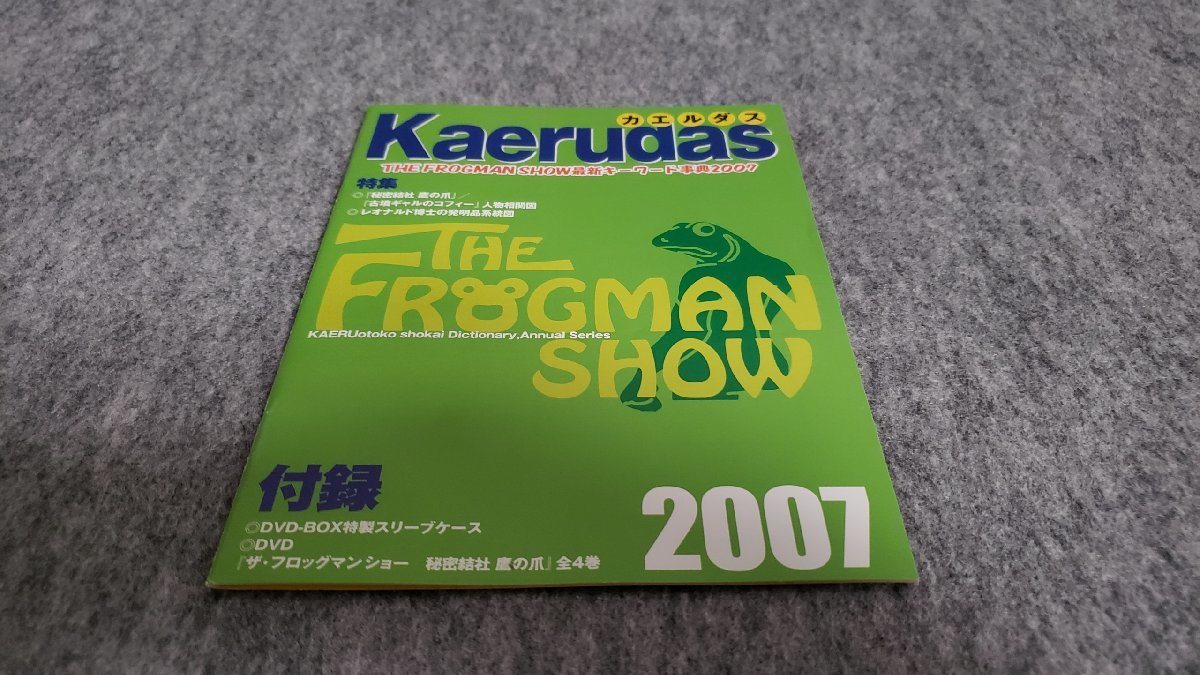 カエルダス
Kaerudas
THE FROGMAN SHOW最新キーワード事典2007
特集
◎『秘密結社 鷹の爪』/
『古墳ギャルのコフィー』人物相関図
◎レオナルド博士の発明品系統図
THE
FROGMAN
KAERUotoko shokai Dictionary,Annual Series
SHOW
付録
◎DVD-BOX特製スリーブケース
◎DVD
『ザ・フロッグマンショー 秘密結社 鷹の爪』全4巻
2007